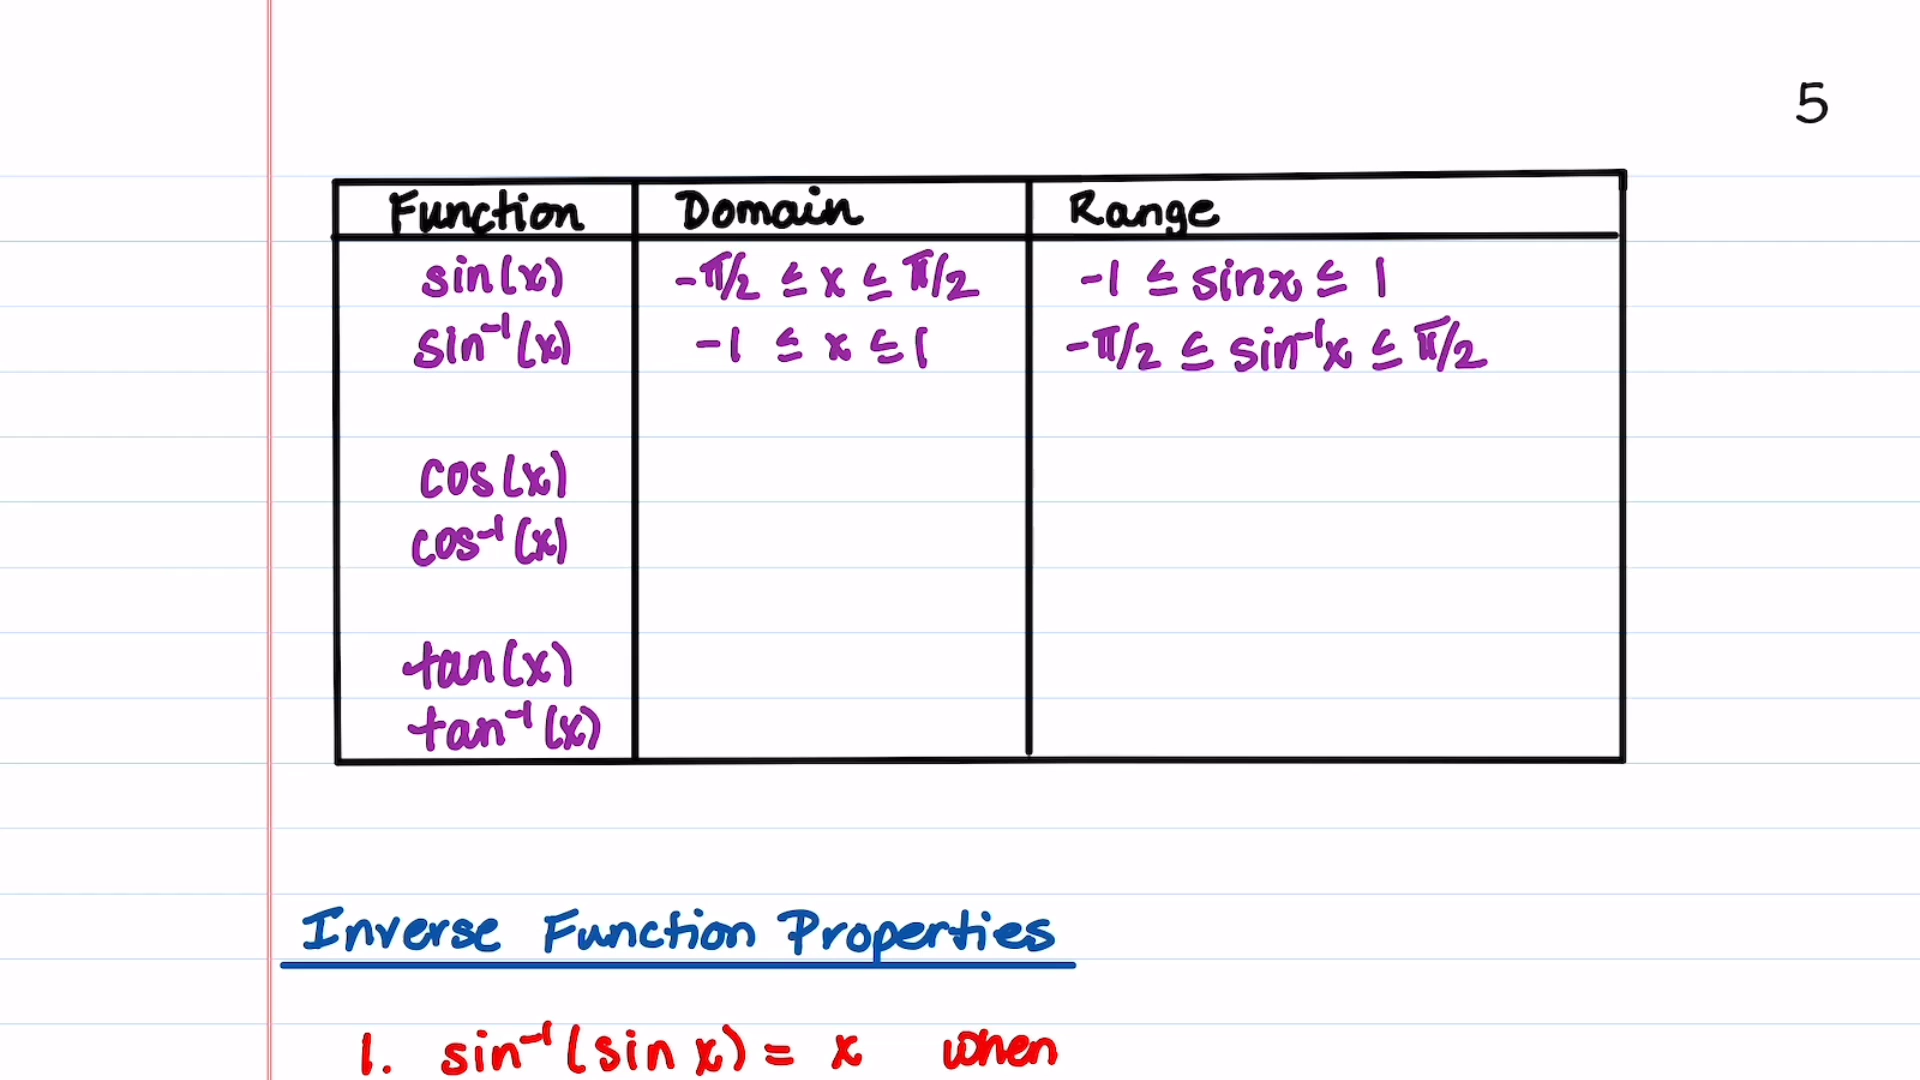 5
Function Domain Range
sin(x) -π/2 ≤ x ≤ π/2 -1 ≤ sinx ≤ 1
sin⁻¹(x) -1 ≤ x ≤ 1 -π/2 ≤ sin⁻¹x ≤ π/2
cos(x)
cos⁻¹(x)
tan(x)
tan⁻¹(x)
Inverse Function Properties
1. sin⁻¹(sin x) = x when